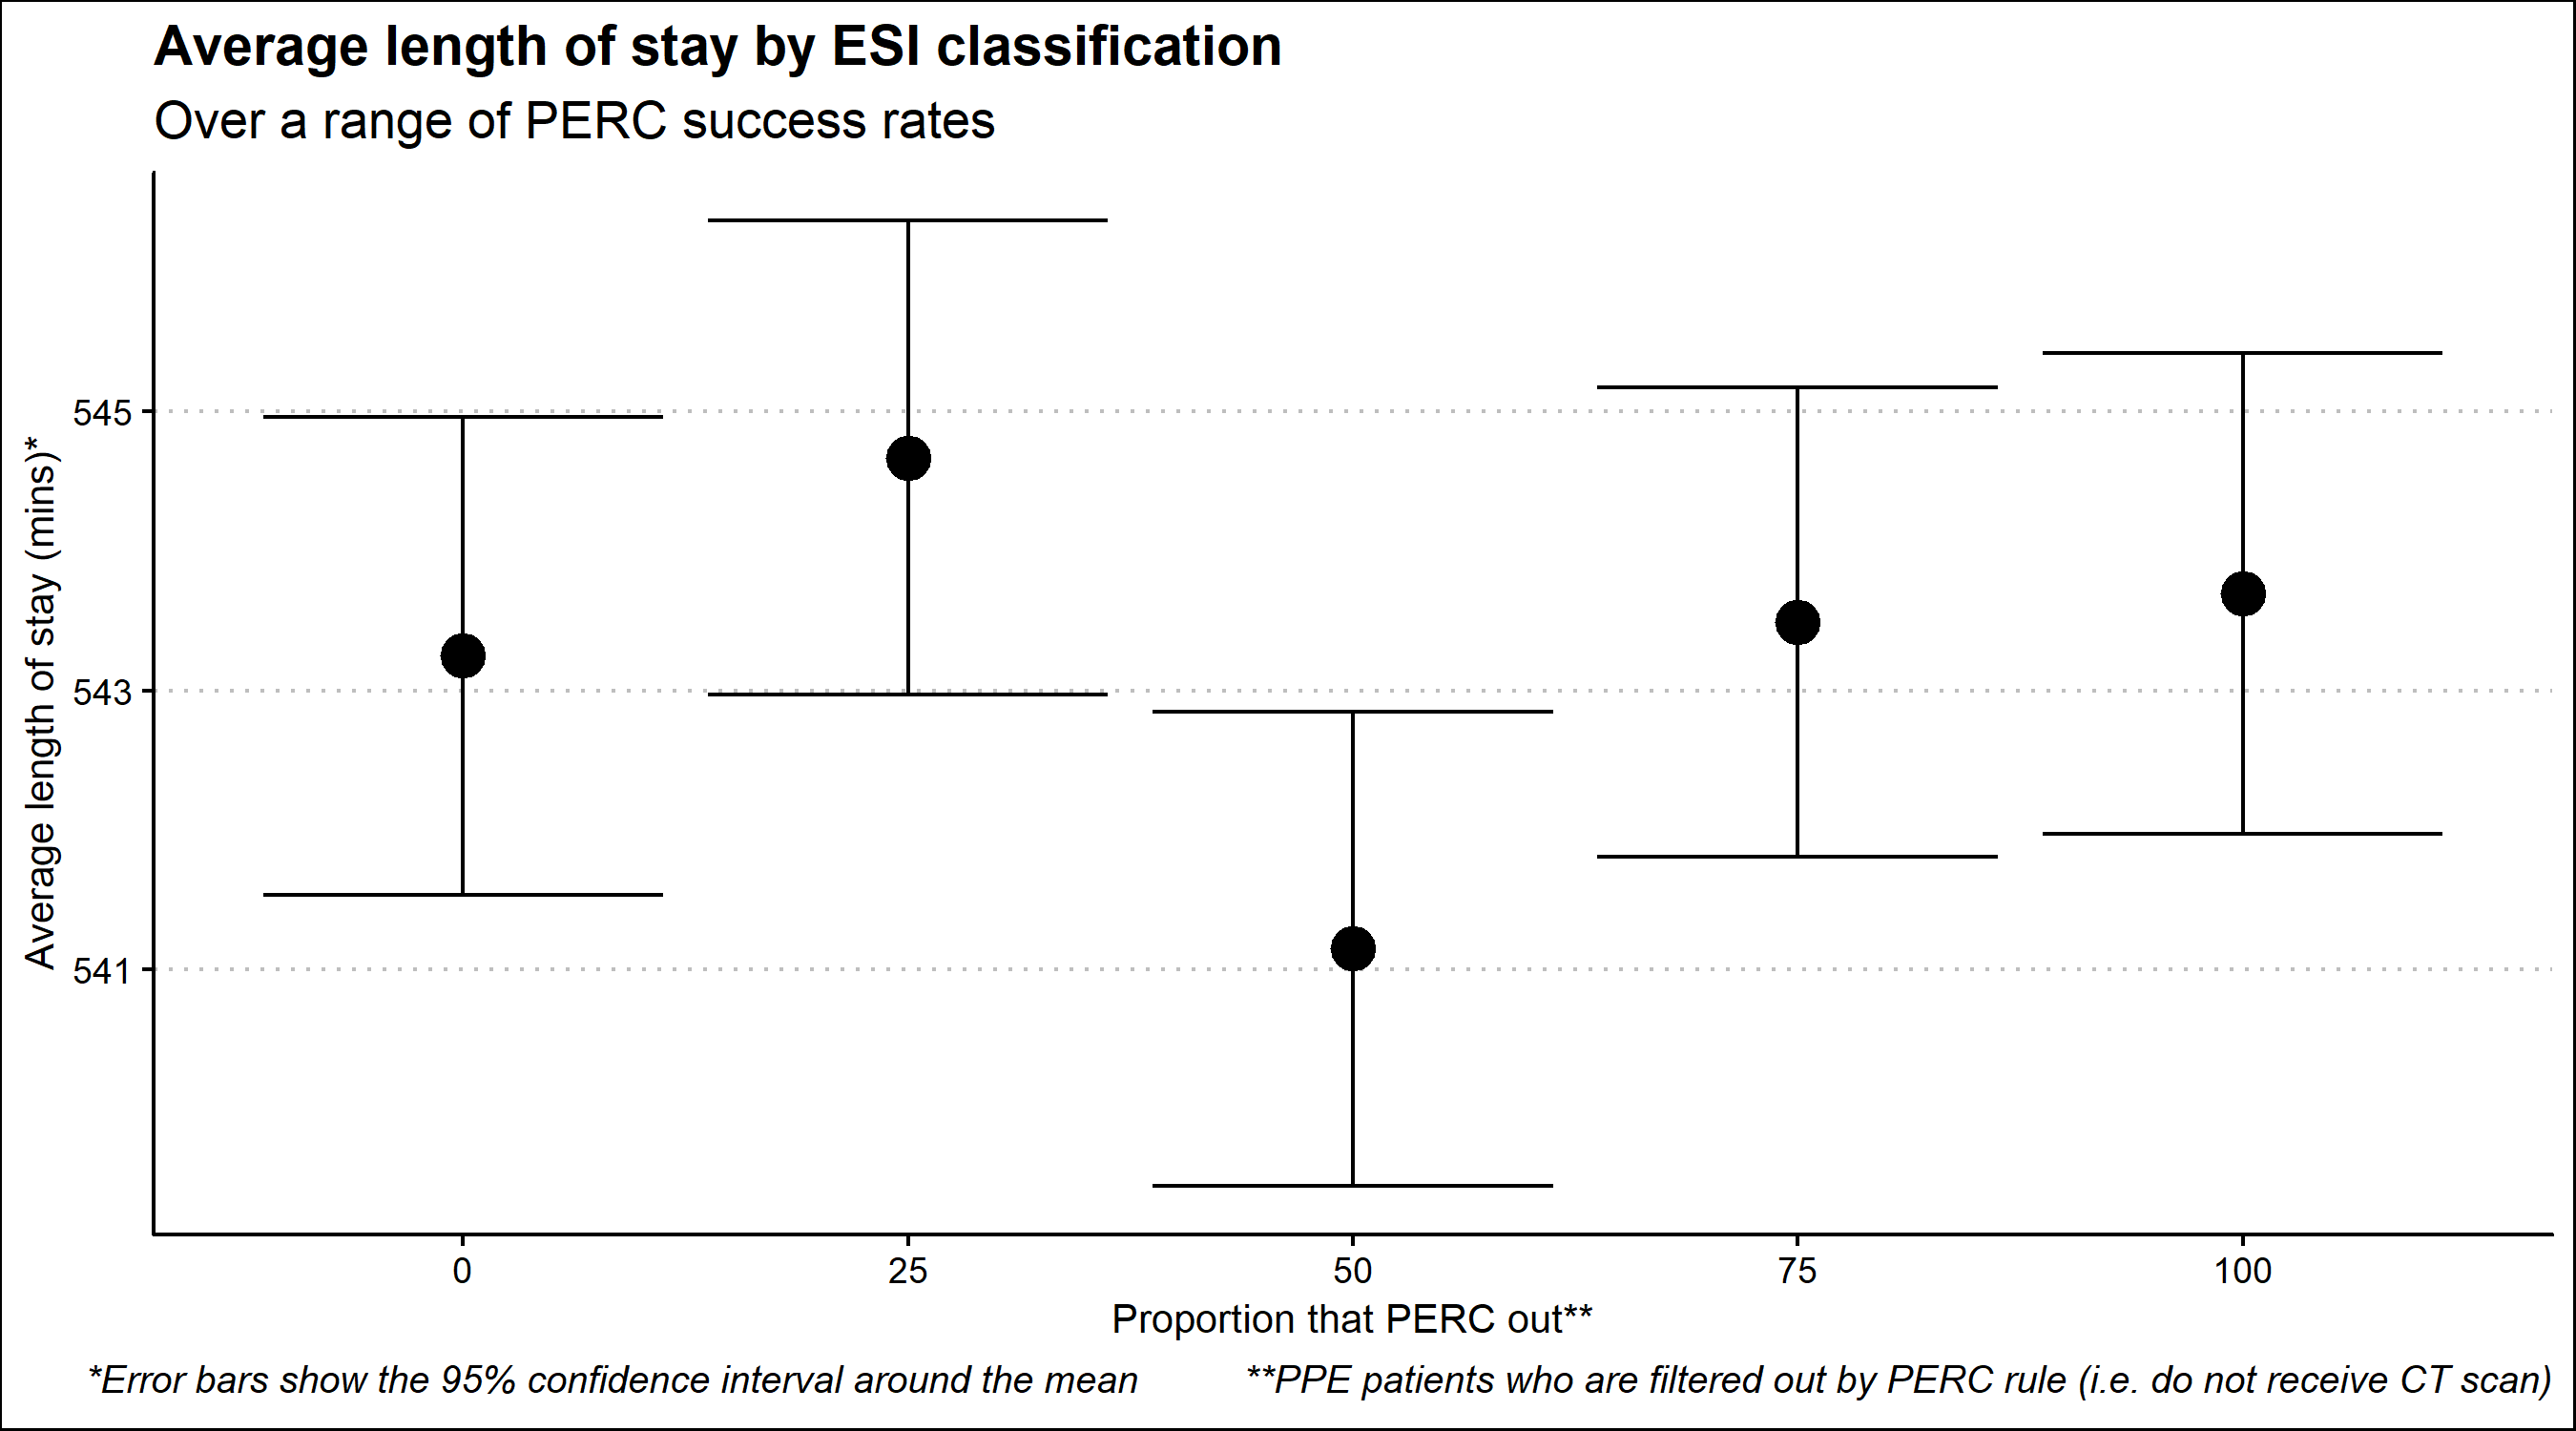 Average length of stay by ESI classification
Over a range of PERC success rates
Average length of stay (mins)*
545
543
541
0 25 50 75 100
Proportion that PERC out**
*Error bars show the 95% confidence interval around the mean **PPE patients who are filtered out by PERC rule (i.e. do not receive CT scan)